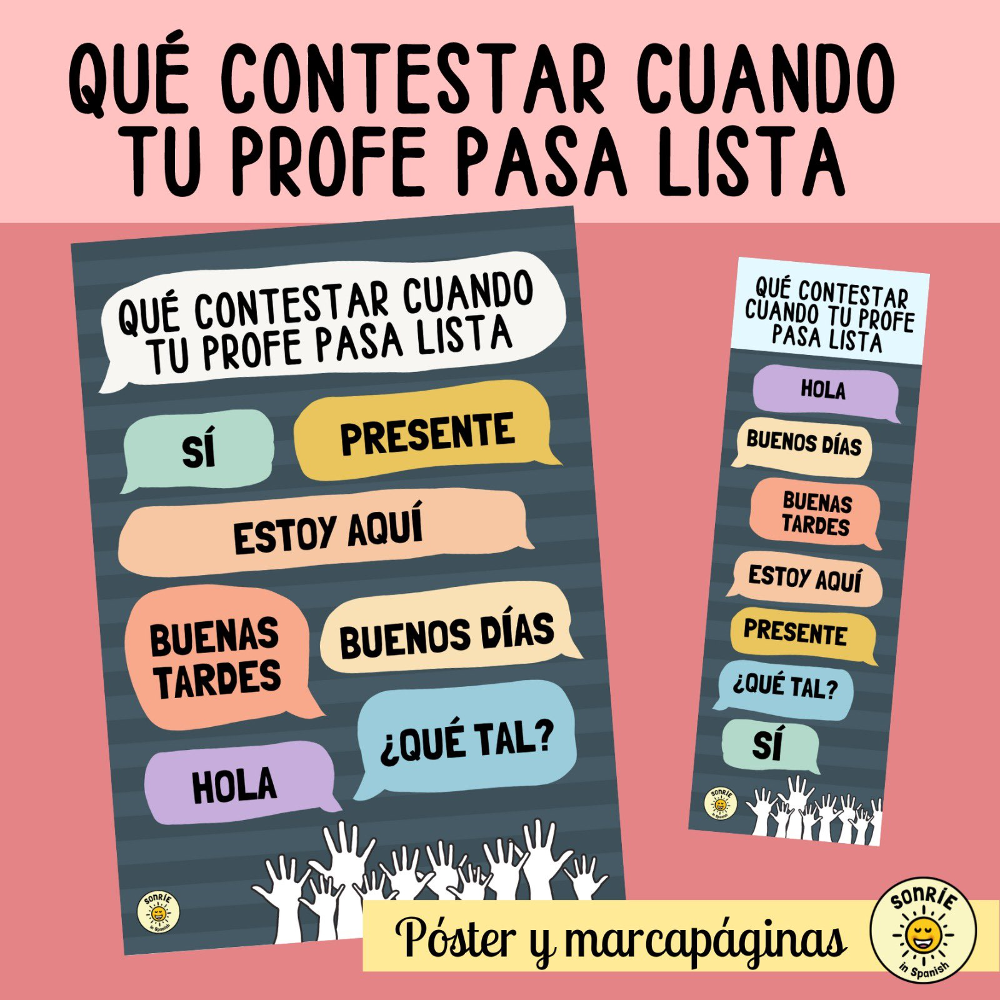 QUÉ CONTESTAR CUANDO
TU PROFE PASA LISTA
QUÉ CONTESTAR CUANDO
TU PROFE PASA LISTA
SÍ
PRESENTE
ESTOY AQUÍ
BUENAS
TARDES
BUENOS DÍAS
¿QUÉ TAL?
HOLA
SONRÍE
in Spanish
QUÉ CONTESTAR
CUANDO TU PROFE
PASA LISTA
HOLA
BUENOS DÍAS
BUENAS
TARDES
ESTOY AQUÍ
PRESENTE
¿QUÉ TAL?
SÍ
SONRÍE
in Spanish
Póster y marcapáginas
SONRÍE
in Spanish